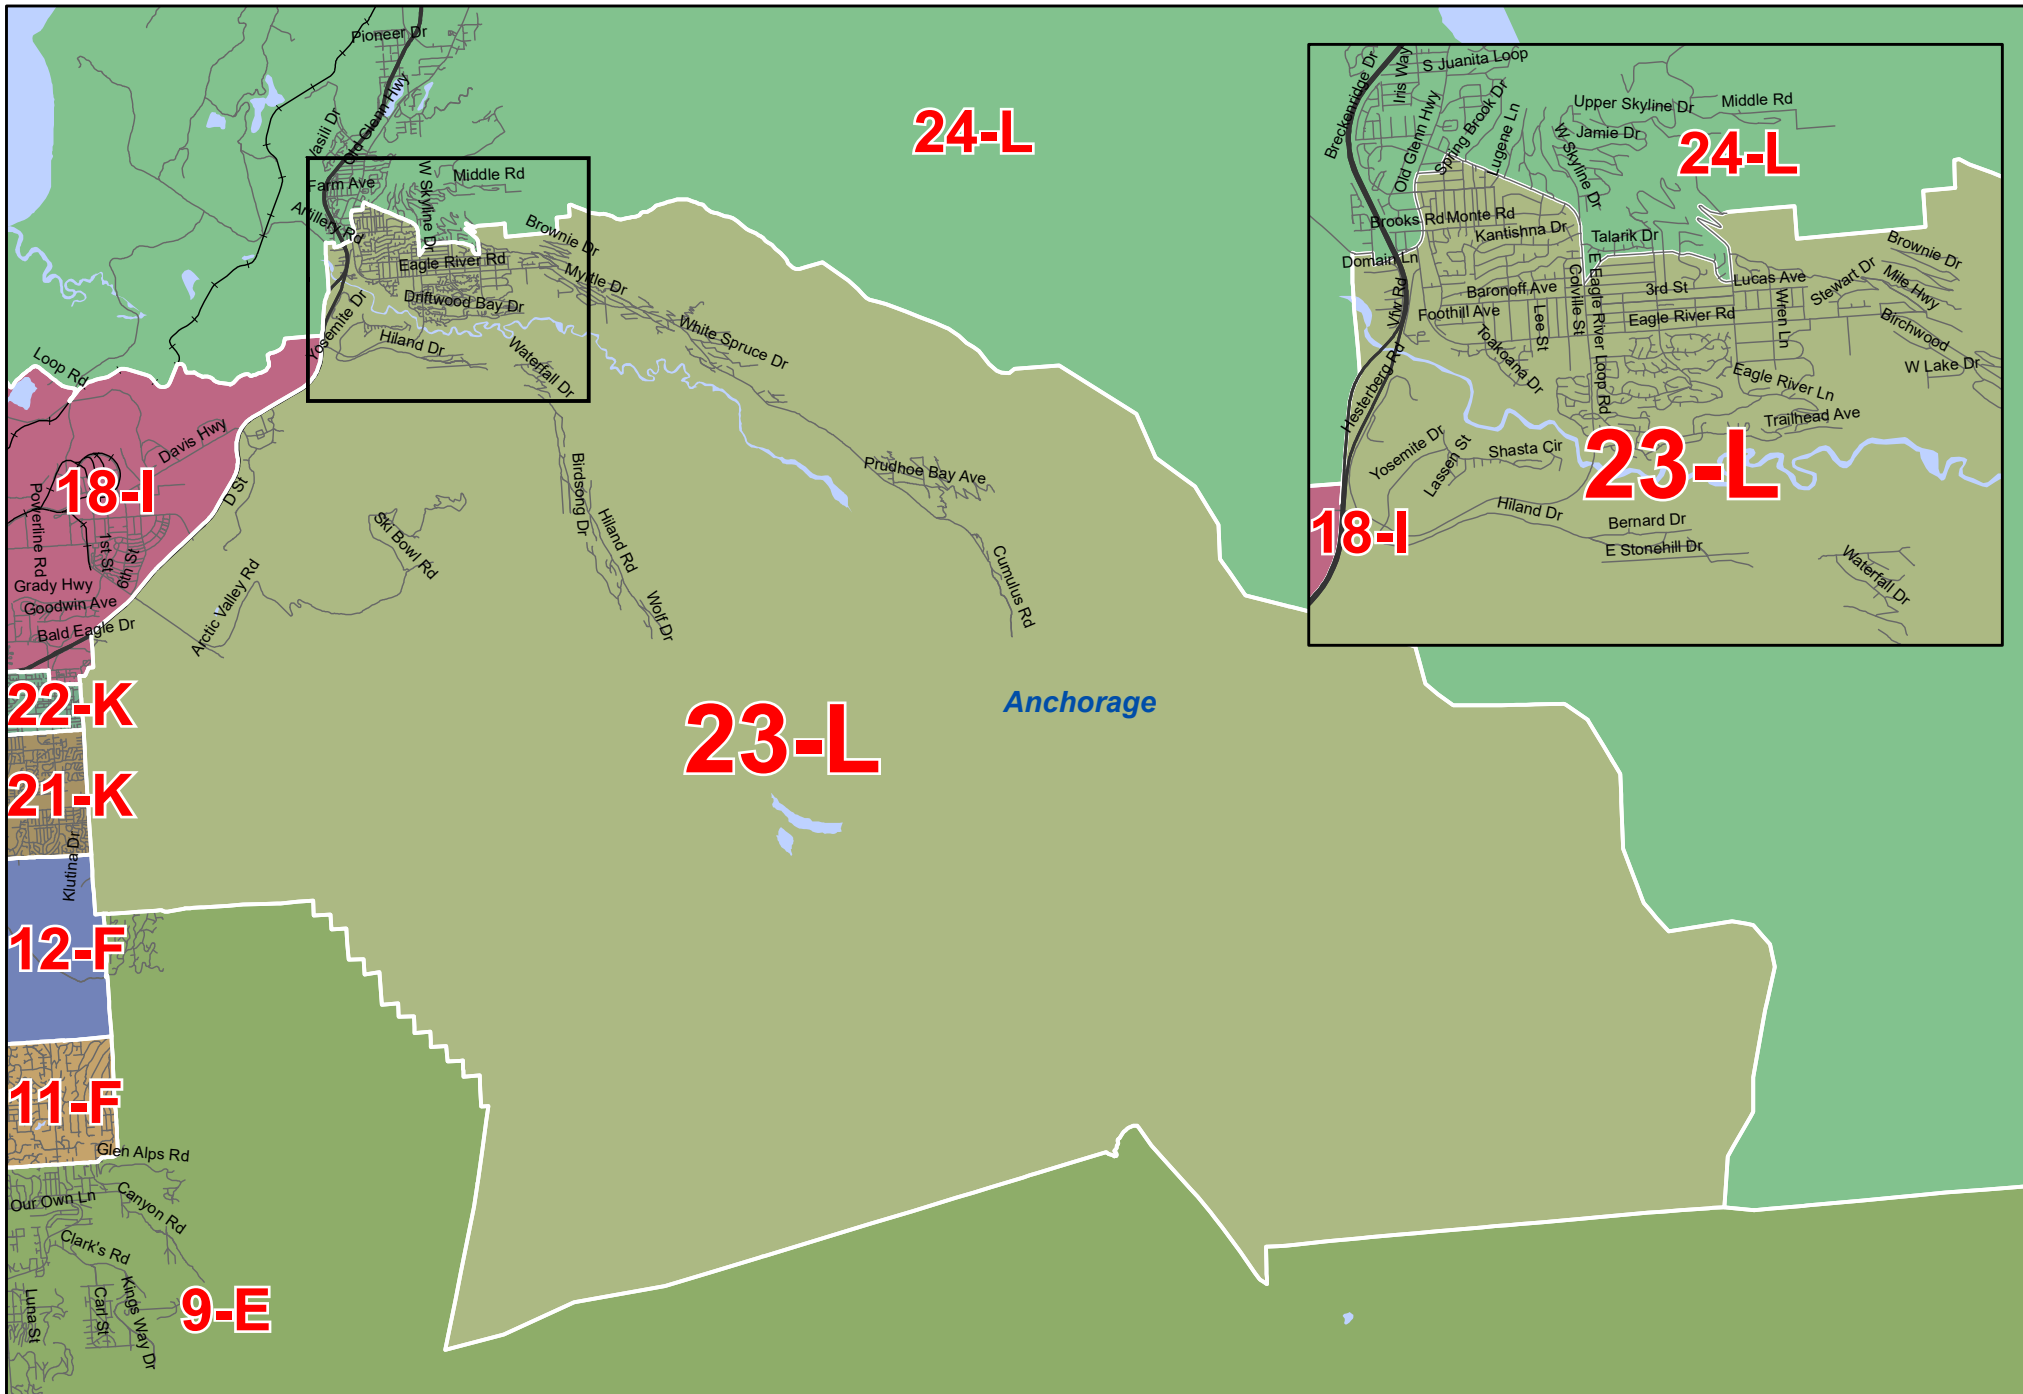 Pioneer Dr
Vasili Dr
Old Glenn Hwy
Farm Ave
W Skyline Dr
Middle Rd
Artillery Rd
Brownie Dr
Eagle River Rd
Myrtle Dr
Driftwood Bay Dr
Yosemite Dr
Hiland Dr
White Spruce Dr
Waterfall Dr
Loop Rd
24-L
Davis Hwy
18-I
D St
Powerline Rd
1st St
6th St
Grady Hwy
Goodwin Ave
Bald Eagle Dr
Ski Bowl Rd
Arctic Valley Rd
Birdsong Dr
Hiland Rd
Wolf Dr
Prudhoe Bay Ave
Cumulus Rd
22-K
23-L
Anchorage
21-K
Klutina Dr
12-F
11-F
Glen Alps Rd
Our Own Ln
Canyon Rd
Clark's Rd
Kings Way Dr
Carl St
Luna St
9-E
Breckenridge Dr
Iris Way
S Juanita Loop
Old Glenn Hwy
Spring Brook Dr
Lugene Ln
Upper Skyline Dr
Middle Rd
Jamie Dr
W Skyline Dr
24-L
Brooks Rd
Monte Rd
Kantishna Dr
Talarik Dr
Domain Ln
Brownie Dr
Mile Hwy
Stewart Dr
Lucas Ave
Baronoff Ave
3rd St
Colville St
E Eagle River Loop Rd
Vfw Rd
Foothill Ave
Lee St
Eagle River Rd
Wren Ln
Birchwood
Toakoana Dr
W Lake Dr
Hesterberg Rd
Eagle River Ln
Trailhead Ave
Yosemite Dr
Lassen St
Shasta Cir
23-L
18-I
Hiland Dr
Bernard Dr
E Stonehill Dr
Waterfall Dr